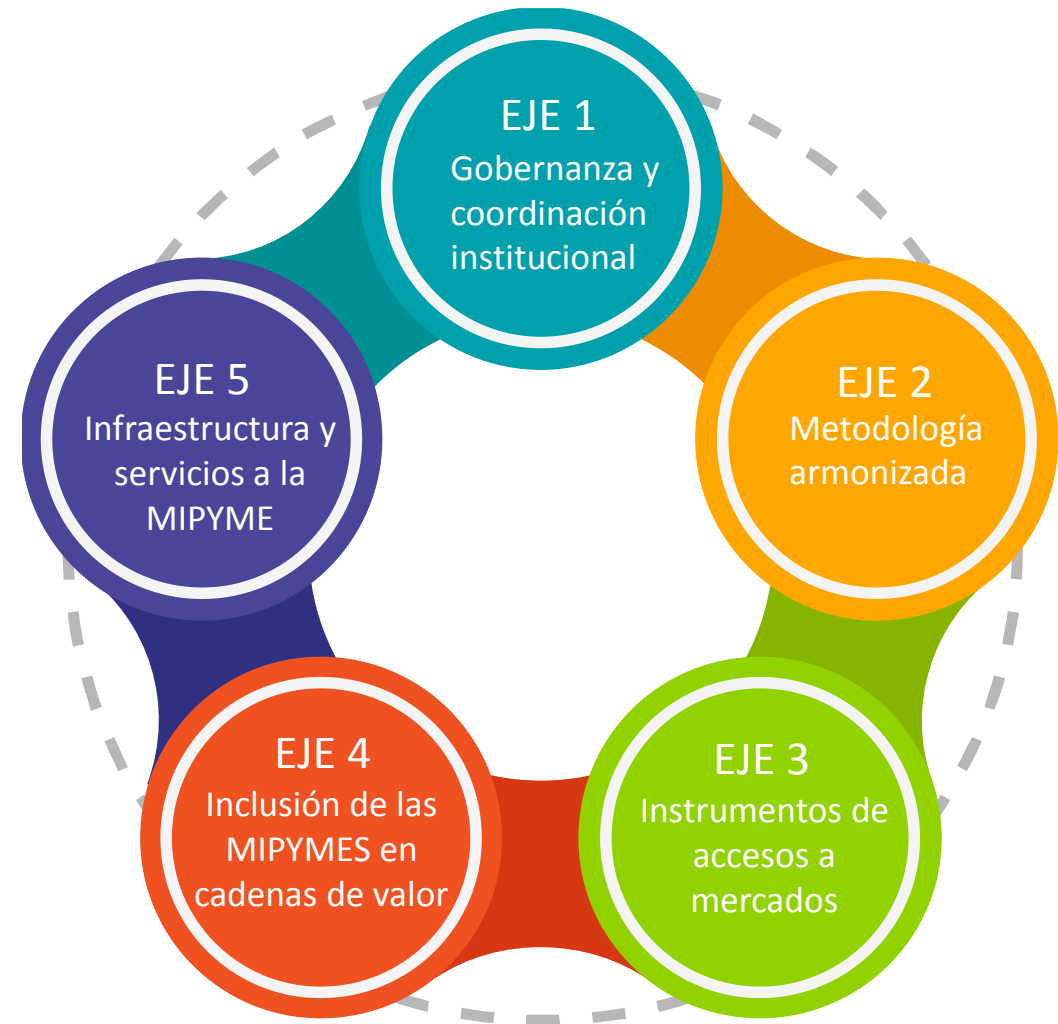 EJE 1
Gobernanza y
coordinación
institucional
EJE 2
Metodología
armonizada
EJE 3
Instrumentos de
accesos a
mercados
EJE 4
Inclusión de las
MIPYMES en
cadenas de valor
EJE 5
Infraestructura y
servicios a la
MIPYME